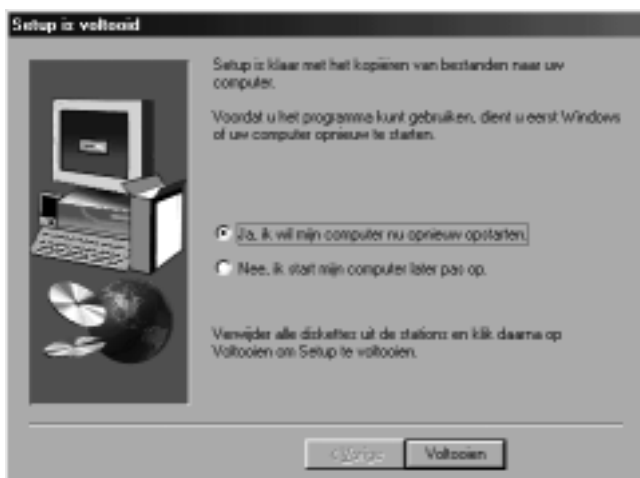 Setup is voltooid
Setup is klaar met het kopiëren van bestanden naar uw
computer.
Voordat u het programma kunt gebruiken, dient u eerst Windows
of uw computer opnieuw te starten.
Ja, ik wil mijn computer nu opnieuw opstarten.
Nee, ik start mijn computer later pas op.
Verwijder alle diskettes uit de stations en klik daarna op
Voltooien om Setup te voltooien.
< Vorige
Voltooien